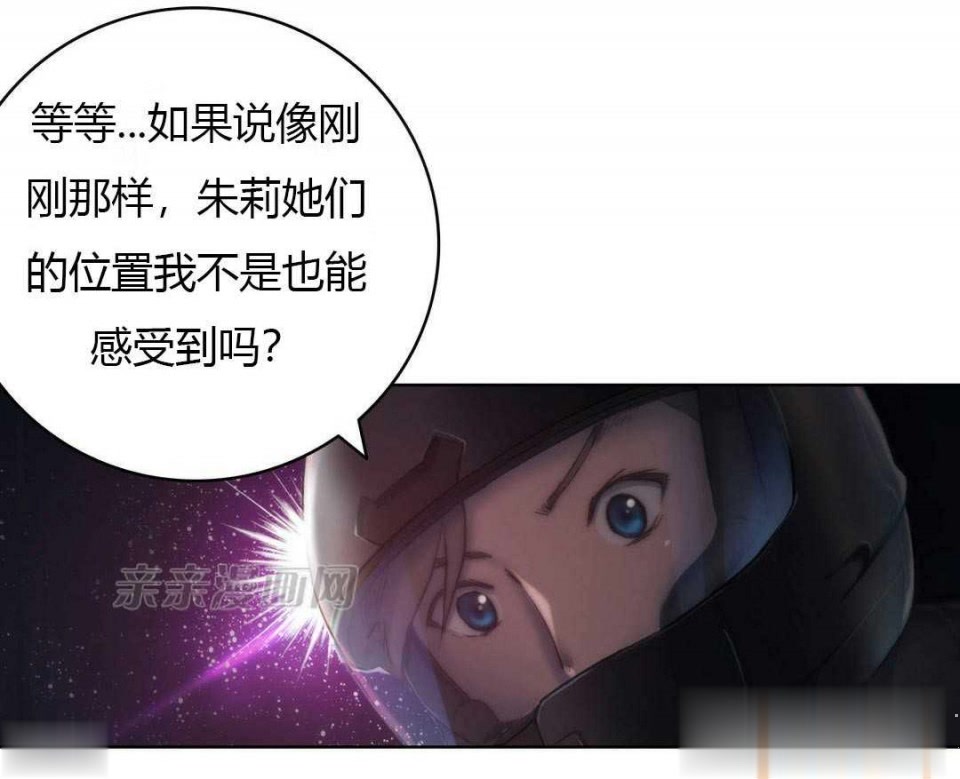 等等...如果说像刚
刚那样，朱莉她们
的位置我不是也能
感受到吗？
亲亲漫画网